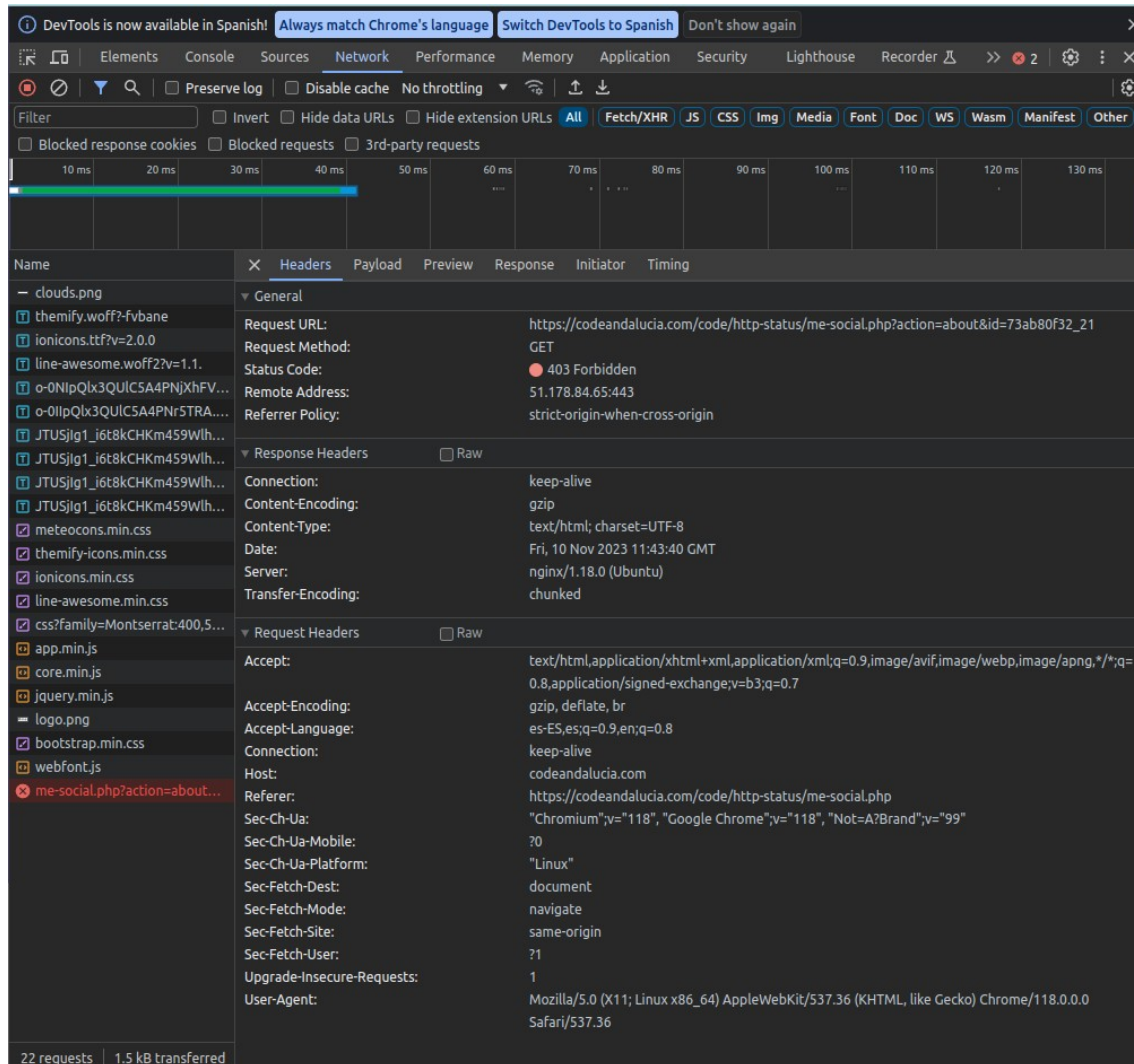 DevTools is now available in Spanish! Always match Chrome's language Switch DevTools to Spanish Don't show again
Elements Console Sources Network Performance Memory Application Security Lighthouse Recorder 2
Preserve log Disable cache No throttling
Filter Invert Hide data URLs Hide extension URLs All Fetch/XHR JS CSS Img Media Font Doc WS Wasm Manifest Other
Blocked response cookies Blocked requests 3rd-party requests
10 ms 20 ms 30 ms 40 ms 50 ms 60 ms 70 ms 80 ms 90 ms 100 ms 110 ms 120 ms 130 ms
Name
clouds.png
themify.woff?-fvbane
ionicons.ttf?v=2.0.0
line-awesome.woff2?v=1.1.
o-0NIpQlx3QUlC5A4PNjXhFV...
o-0IIpQlx3QUlC5A4PNr5TRA....
JTUSjIg1_i6t8kCHKm459Wlh...
JTUSjIg1_i6t8kCHKm459Wlh...
JTUSjIg1_i6t8kCHKm459Wlh...
JTUSjIg1_i6t8kCHKm459Wlh...
meteocons.min.css
themify-icons.min.css
ionicons.min.css
line-awesome.min.css
css?family=Montserrat:400,5...
app.min.js
core.min.js
jquery.min.js
logo.png
bootstrap.min.css
webfont.js
me-social.php?action=about...
22 requests 1.5 kB transferred
Headers Payload Preview Response Initiator Timing
General
Request URL: https://codeandalucia.com/code/http-status/me-social.php?action=about&id=73ab80f32_21
Request Method: GET
Status Code: 403 Forbidden
Remote Address: 51.178.84.65:443
Referrer Policy: strict-origin-when-cross-origin
Response Headers Raw
Connection: keep-alive
Content-Encoding: gzip
Content-Type: text/html; charset=UTF-8
Date: Fri, 10 Nov 2023 11:43:40 GMT
Server: nginx/1.18.0 (Ubuntu)
Transfer-Encoding: chunked
Request Headers Raw
Accept: text/html,application/xhtml+xml,application/xml;q=0.9,image/avif,image/webp,image/apng,*/*;q=
0.8,application/signed-exchange;v=b3;q=0.7
Accept-Encoding: gzip, deflate, br
Accept-Language: es-ES,es;q=0.9,en;q=0.8
Connection: keep-alive
Host: codeandalucia.com
Referer: https://codeandalucia.com/code/http-status/me-social.php
Sec-Ch-Ua: "Chromium";v="118", "Google Chrome";v="118", "Not=A?Brand";v="99"
Sec-Ch-Ua-Mobile: ?0
Sec-Ch-Ua-Platform: "Linux"
Sec-Fetch-Dest: document
Sec-Fetch-Mode: navigate
Sec-Fetch-Site: same-origin
Sec-Fetch-User: ?1
Upgrade-Insecure-Requests: 1
User-Agent: Mozilla/5.0 (X11; Linux x86_64) AppleWebKit/537.36 (KHTML, like Gecko) Chrome/118.0.0.0
Safari/537.36